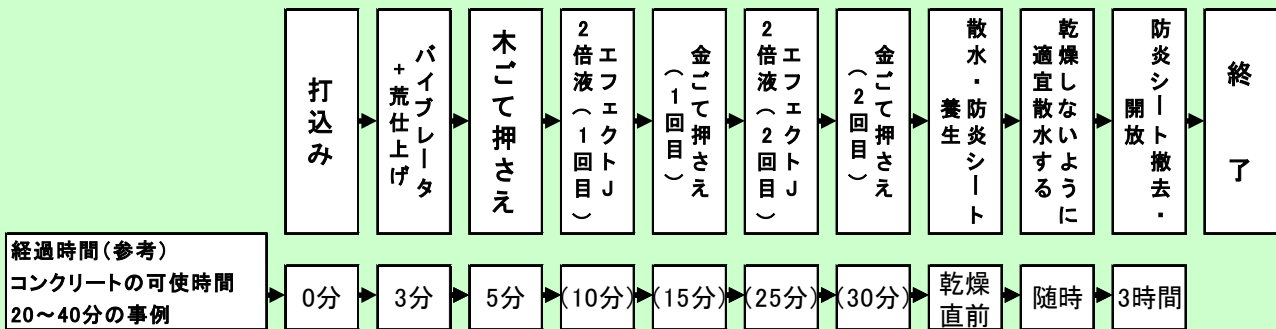 打込み
バイブレータ
+荒仕上げ
木ごて押さえ
エフェクトJ
2倍液(1回目)
金ごて押さえ
(1回目)
エフェクトJ
2倍液(2回目)
金ごて押さえ
(2回目)
散水・防炎シート
養生
乾燥しないように
適宜散水する
防炎シート撤去・
開放
終了
経過時間(参考)
コンクリートの可使時間
20～40分の事例
0分
3分
5分
(10分)
(15分)
(25分)
(30分)
乾燥
直前
随時
3時間